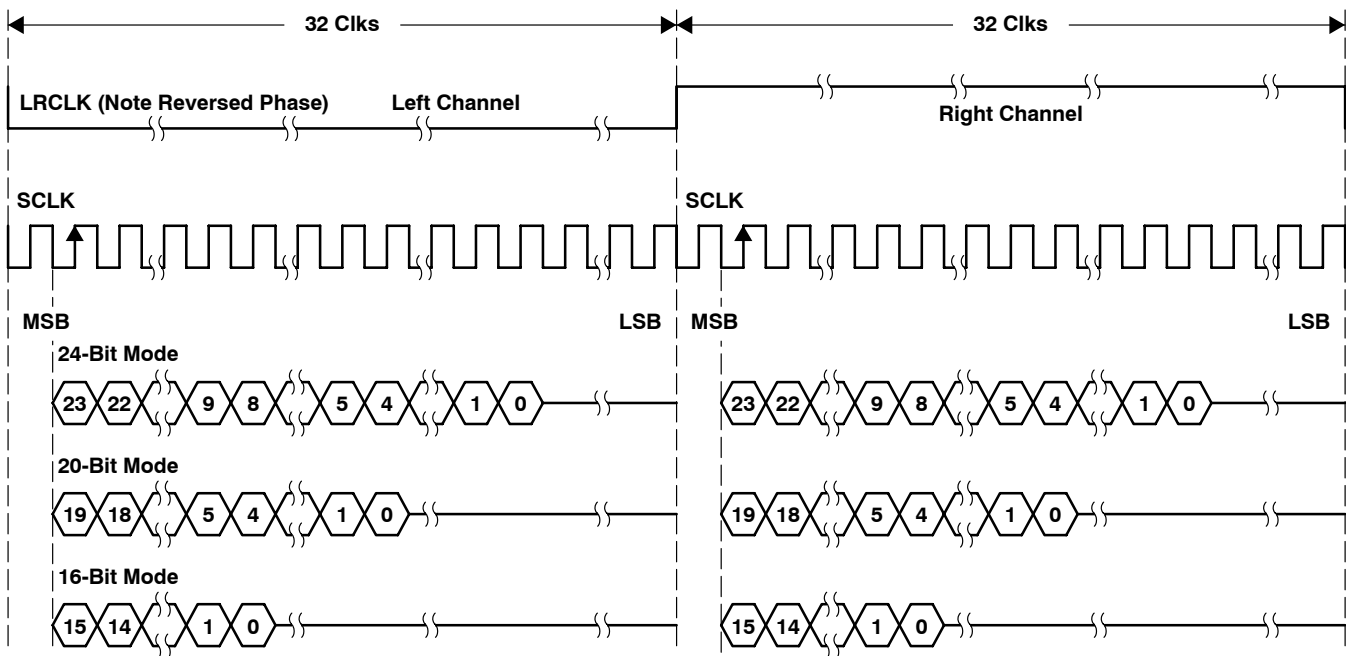 32 Clks 32 Clks
LRCLK (Note Reversed Phase) Left Channel
Right Channel
SCLK SCLK
MSB LSB MSB LSB
24-Bit Mode
23 22 9 8 5 4 1 0 23 22 9 8 5 4 1 0
20-Bit Mode
19 18 5 4 1 0 19 18 5 4 1 0
16-Bit Mode
15 14 1 0 15 14 1 0